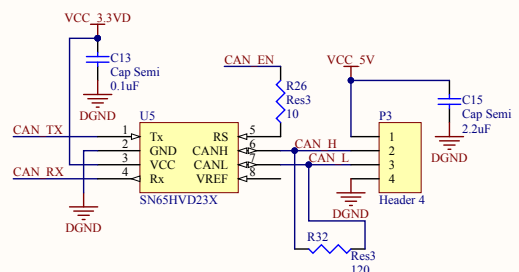 VCC_3.3VD
C13
Cap Semi
0.1uF
DGND
CAN_EN
R26
Res3
10
VCC_5V
C15
Cap Semi
2.2uF
DGND
U5
P3
CAN_TX
1 Tx RS 5
2 GND CANH 6
3 VCC CANL 7
4 Rx VREF 8
CAN_RX
SN65HVD23X
CAN_H
CAN_L
1
2
3
4
DGND
DGND
Header 4
R32
Res3
120